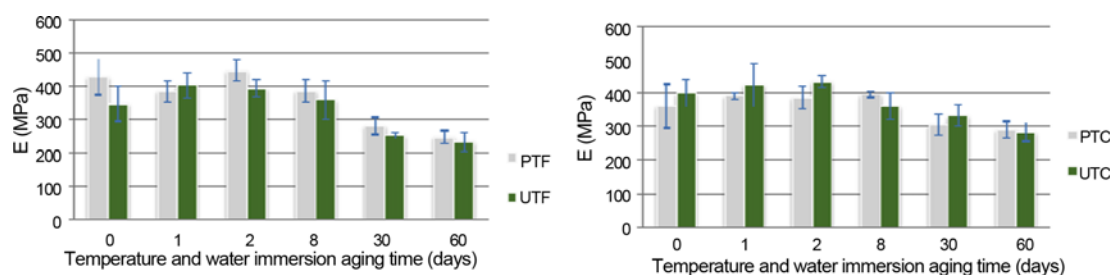 600
500
400
300
200
100
0
E (MPa)
0 1 2 8 30 60
Temperature and water immersion aging time (days)
PTF
UTF
600
500
400
300
200
100
0
E (MPa)
0 1 2 8 30 60
Temperature and water immersion aging time (days)
PTC
UTC